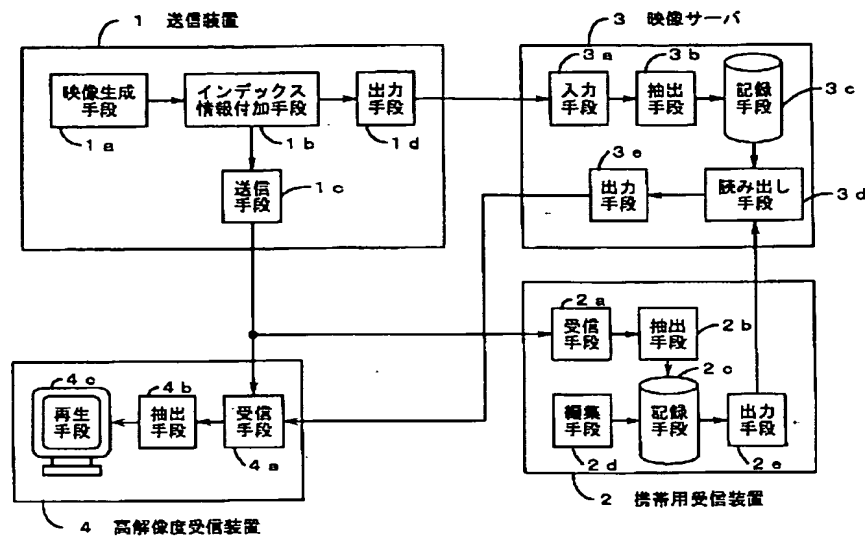 1 送信装置
映像生成
手段
1a
インデックス
情報付加手段
1b
出力
手段
1d
送信
手段
1c
3 映像サーバ
3a
入力
手段
3b
抽出
手段
記録
手段
3c
3e
出力
手段
読み出し
手段
3d
2a
受信
手段
抽出
手段
2b
2c
編集
手段
2d
記録
手段
出力
手段
2e
2 携帯用受信装置
4c
再生
手段
4b
抽出
手段
受信
手段
4a
4 高解像度受信装置